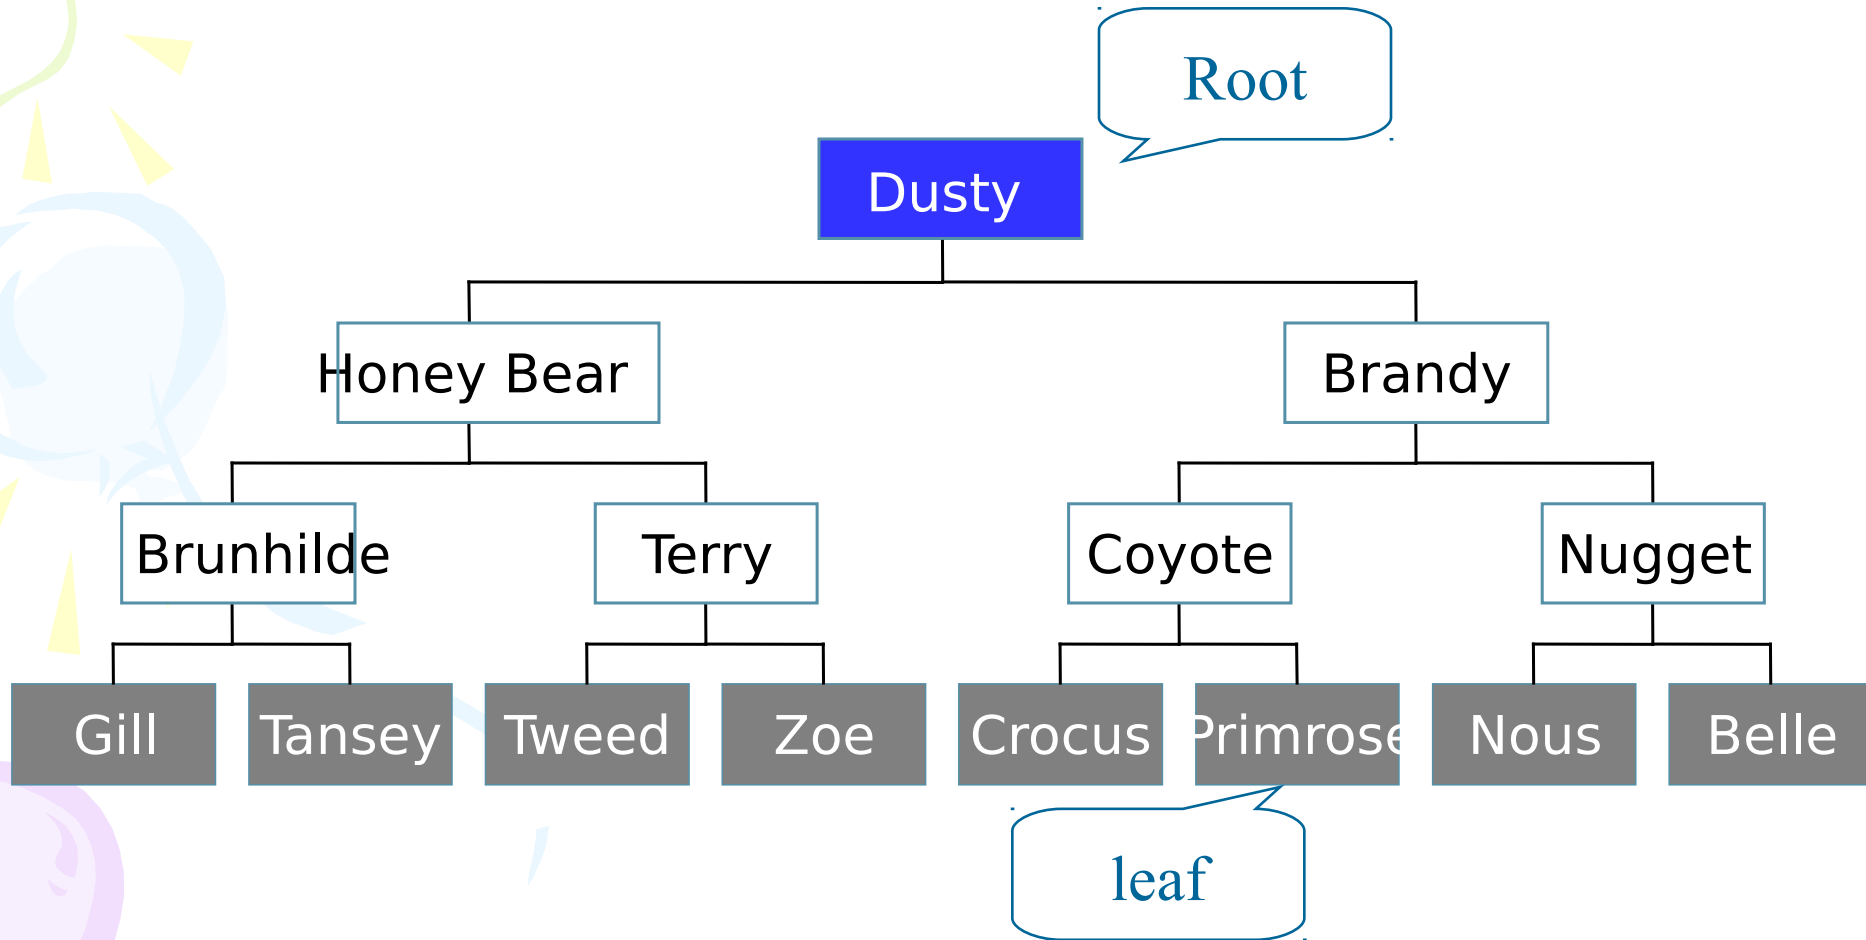 Root
Dusty
Honey Bear
Brandy
Brunhilde
Terry
Coyote
Nugget
Gill
Tansey
Tweed
Zoe
Crocus
Primrose
Nous
Belle
leaf